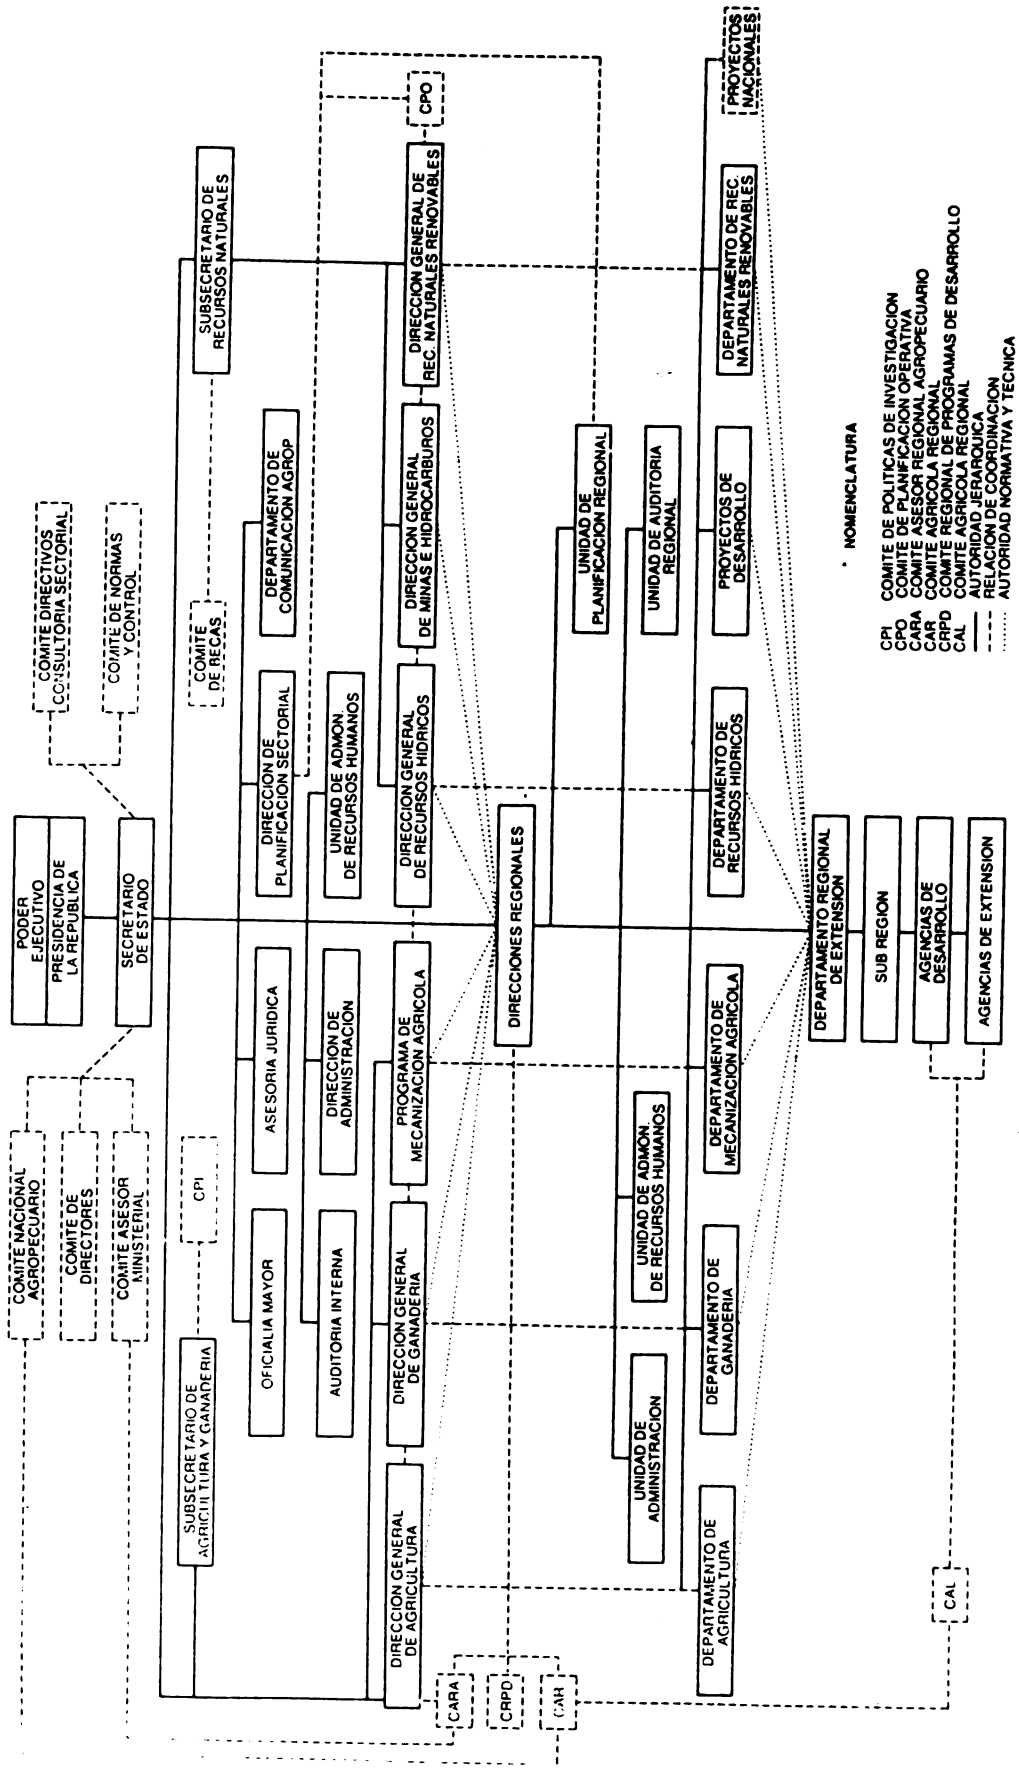 PODER
EJECUTIVO
PRESIDENCIA DE
LA REPUBLICA
SECRETARIO
DE ESTADO
COMITE NACIONAL
AGROPECUARIO
COMITE DE
DIRECTORES
COMITE ASESOR
MINISTERIAL
COMITE DIRECTIVOS
CONSULTORIA SECTORIAL
COMITE DE NORMAS
Y CONTROL
SUBSECRETARIO DE
AGRICULTURA Y GANADERIA
CPI
COMITE
DE RECAS
SUBSECRETARIO DE
RECURSOS NATURALES
OFICIALIA MAYOR
ASESORIA JURIDICA
DIRECCION DE
PLANIFICACION SECTORIAL
DEPARTAMENTO DE
COMUNICACION AGROP
AUDITORIA INTERNA
DIRECCION DE
ADMINISTRACION
UNIDAD DE ADMON.
DE RECURSOS HUMANOS
DIRECCION GENERAL
DE AGRICULTURA
DIRECCION GENERAL
DE GANADERIA
PROGRAMA DE
MECANIZACION AGRICOLA
DIRECCION GENERAL
DE RECURSOS HIDRICOS
DIRECCION GENERAL
DE MINAS E HIDROCARBUROS
DIRECCION GENERAL DE
REC. NATURALES RENOVABLES
CPO
CARA
CRPD
CAR
DIRECCIONES REGIONALES
UNIDAD DE
PLANIFICACION REGIONAL
UNIDAD DE
ADMINISTRACION
UNIDAD DE ADMON.
DE RECURSOS HUMANOS
UNIDAD DE AUDITORIA
REGIONAL
DEPARTAMENTO DE
AGRICULTURA
DEPARTAMENTO DE
GANADERIA
DEPARTAMENTO DE
MECANIZACION AGRICOLA
DEPARTAMENTO DE
RECURSOS HIDRICOS
PROYECTOS DE
DESARROLLO
DEPARTAMENTO DE REC.
NATURALES RENOVABLES
PROYECTOS
NACIONALES
DEPARTAMENTO REGIONAL
DE EXTENSION
SUB REGION
AGENCIAS DE
DESARROLLO
AGENCIAS DE EXTENSION
CAL
NOMENCLATURA
CPI COMITE DE POLITICAS DE INVESTIGACION
CPO COMITE DE PLANIFICACION OPERATIVA
CARA COMITE ASESOR REGIONAL AGROPECUARIO
CAR COMITE AGRICOLA REGIONAL
CRPD COMITE REGIONAL DE PROGRAMAS DE DESARROLLO
CAL COMITE AGRICOLA REGIONAL
AUTORIDAD JERARQUICA
RELACION DE COORDINACION
AUTORIDAD NORMATIVA Y TECNICA